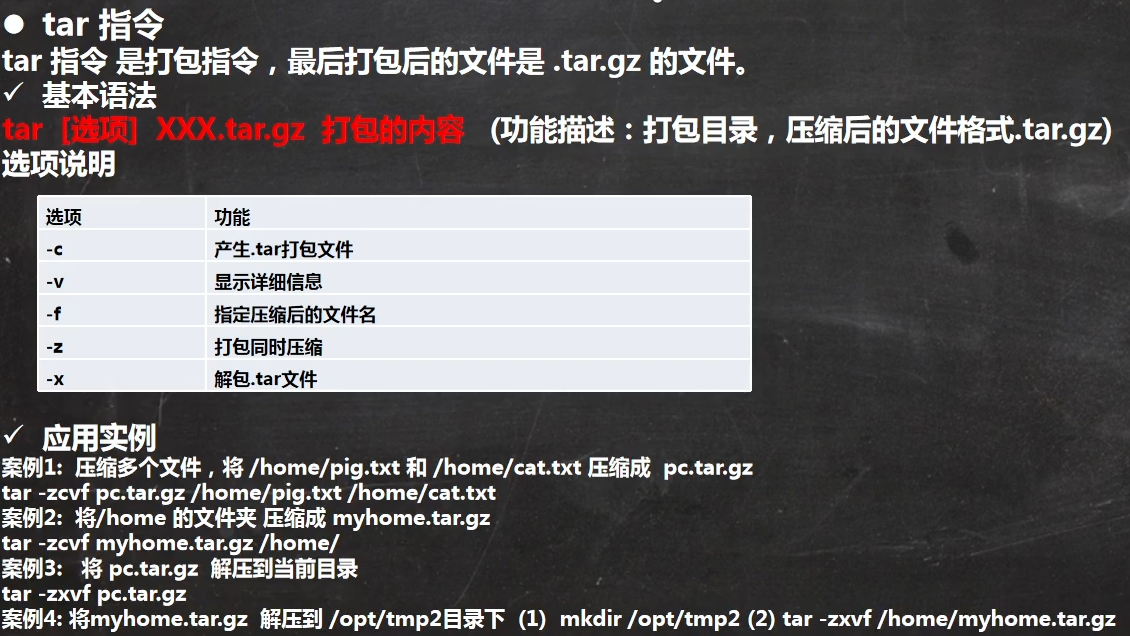 ● tar 指令
tar 指令 是打包指令，最后打包后的文件是 .tar.gz 的文件。
✓ 基本语法
tar [选项] XXX.tar.gz 打包的内容 (功能描述：打包目录，压缩后的文件格式.tar.gz)
选项说明
选项 功能
-c 产生.tar打包文件
-v 显示详细信息
-f 指定压缩后的文件名
-z 打包同时压缩
-x 解包.tar文件
✓ 应用实例
案例1: 压缩多个文件，将 /home/pig.txt 和 /home/cat.txt 压缩成 pc.tar.gz
tar -zcvf pc.tar.gz /home/pig.txt /home/cat.txt
案例2: 将/home 的文件夹 压缩成 myhome.tar.gz
tar -zcvf myhome.tar.gz /home/
案例3: 将 pc.tar.gz 解压到当前目录
tar -zxvf pc.tar.gz
案例4: 将myhome.tar.gz 解压到 /opt/tmp2目录下 (1) mkdir /opt/tmp2 (2) tar -zxvf /home/myhome.tar.gz